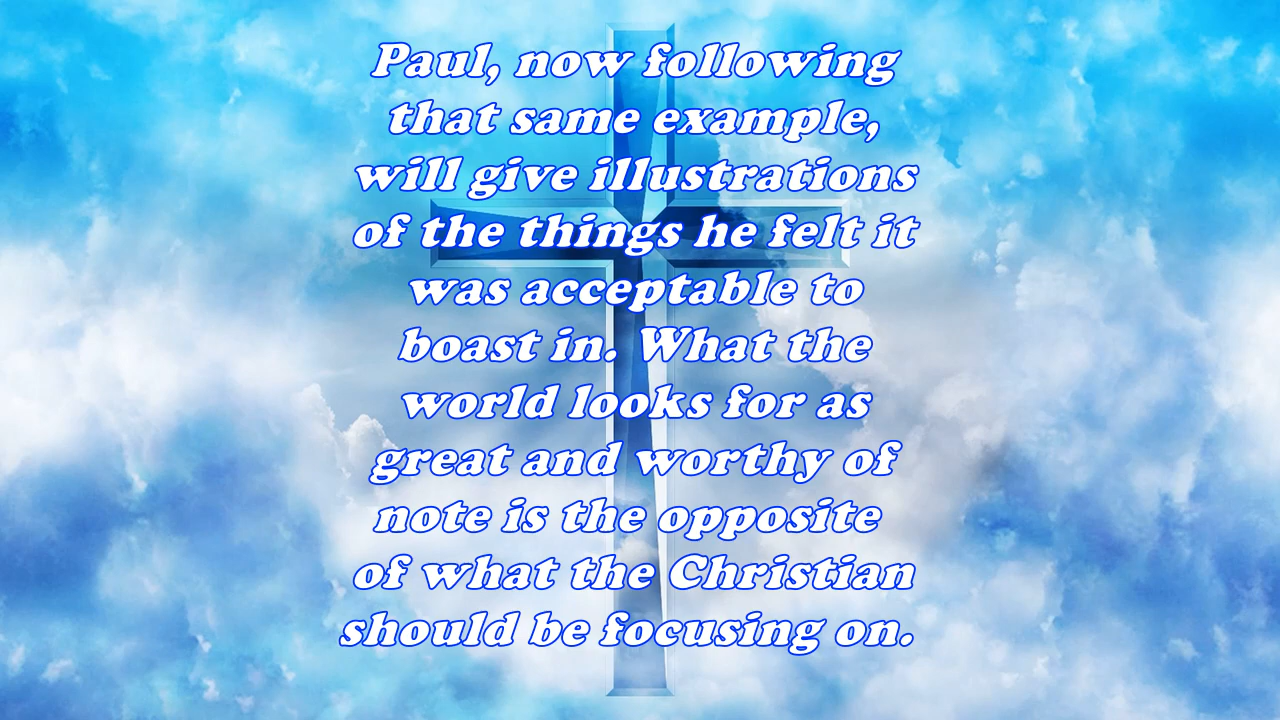 Paul, now following
that same example,
will give illustrations
of the things he felt it
was acceptable to
boast in. What the
world looks for as
great and worthy of
note is the opposite
of what the Christian
should be focusing on.